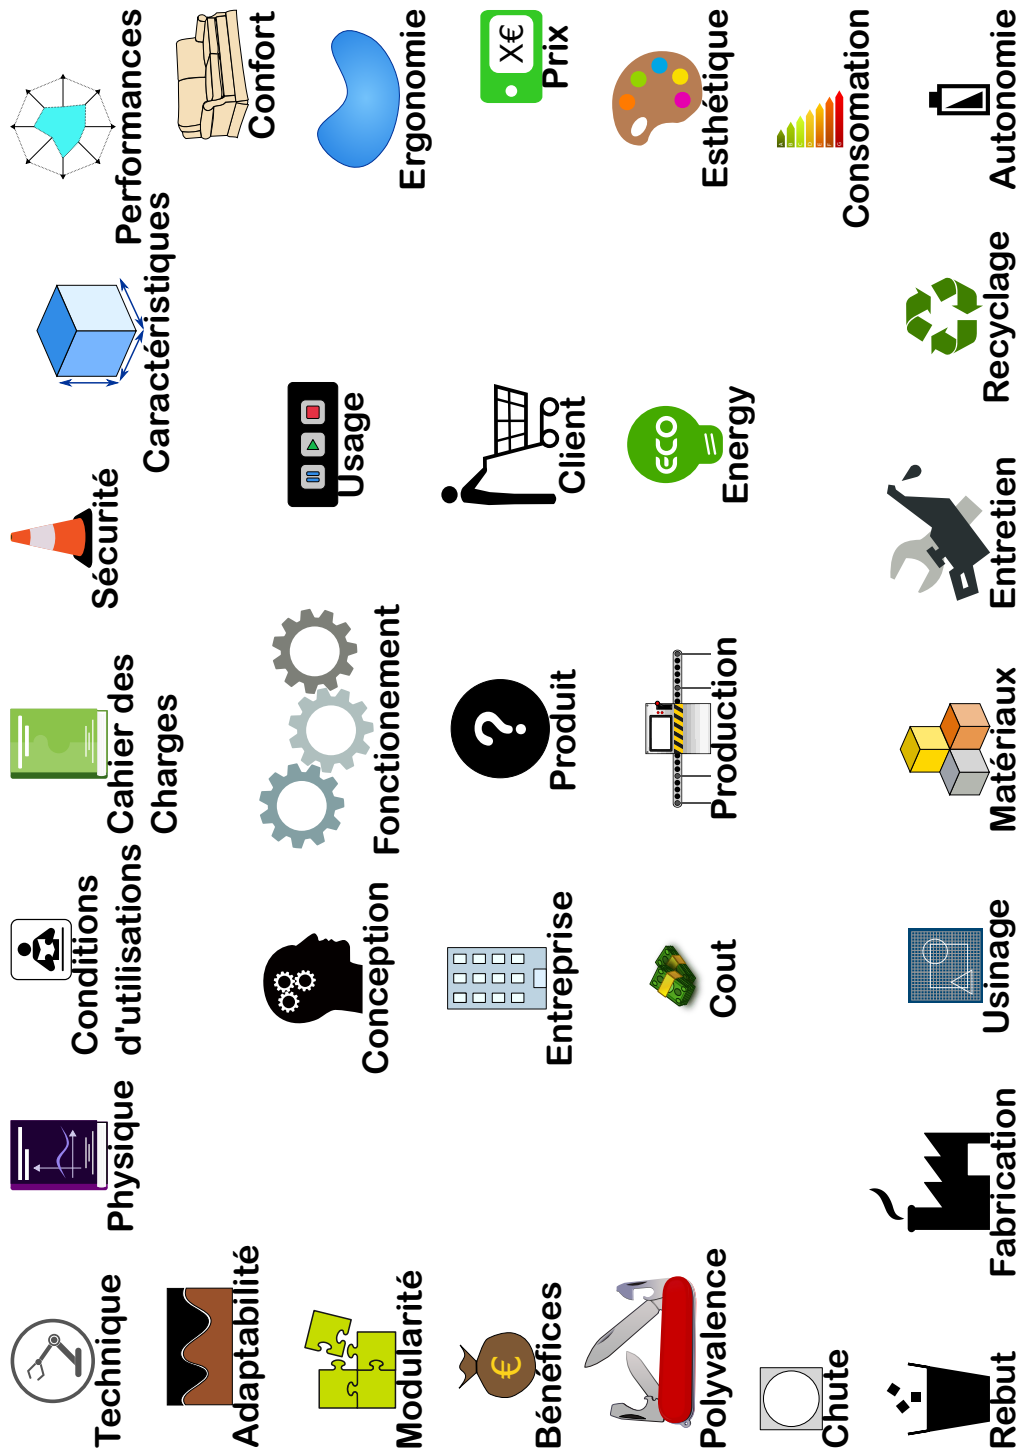 Technique
Physique
Conditions
d'utilisations
Cahier des
Charges
Sécurité
Caractéristiques
Performances
Adaptabilité
Confort
Modularité
Conception
Fonctionement
Usage
Ergonomie
€
Bénéfices
Entreprise
?
Produit
Client
X€
Prix
Polyvalence
Cout
Production
eco
Energy
Esthétique
Chute
Consomation
Rebut
Fabrication
Usinage
Matériaux
Entretien
Recyclage
Autonomie